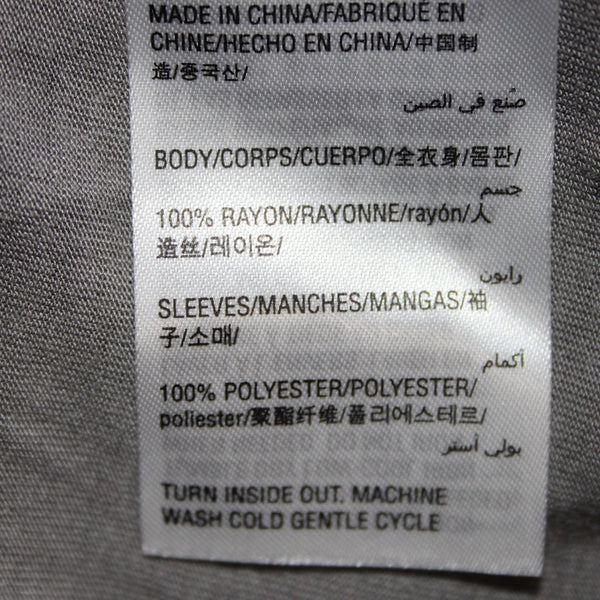 MADE IN CHINA/FABRIQUÉ EN
CHINE/HECHO EN CHINA/中国制
造/중국산/
صُنع في الصين
BODY/CORPS/CUERPO/全衣身/몸판/
جسم
100% RAYON/RAYONNE/rayón/人
造丝/레이온/
رايون
SLEEVES/MANCHES/MANGAS/袖
子/소매/
أكمام
100% POLYESTER/POLYESTER/
poliester/聚酯纤维/폴리에스테르/
بولي أستر
TURN INSIDE OUT. MACHINE
WASH COLD GENTLE CYCLE